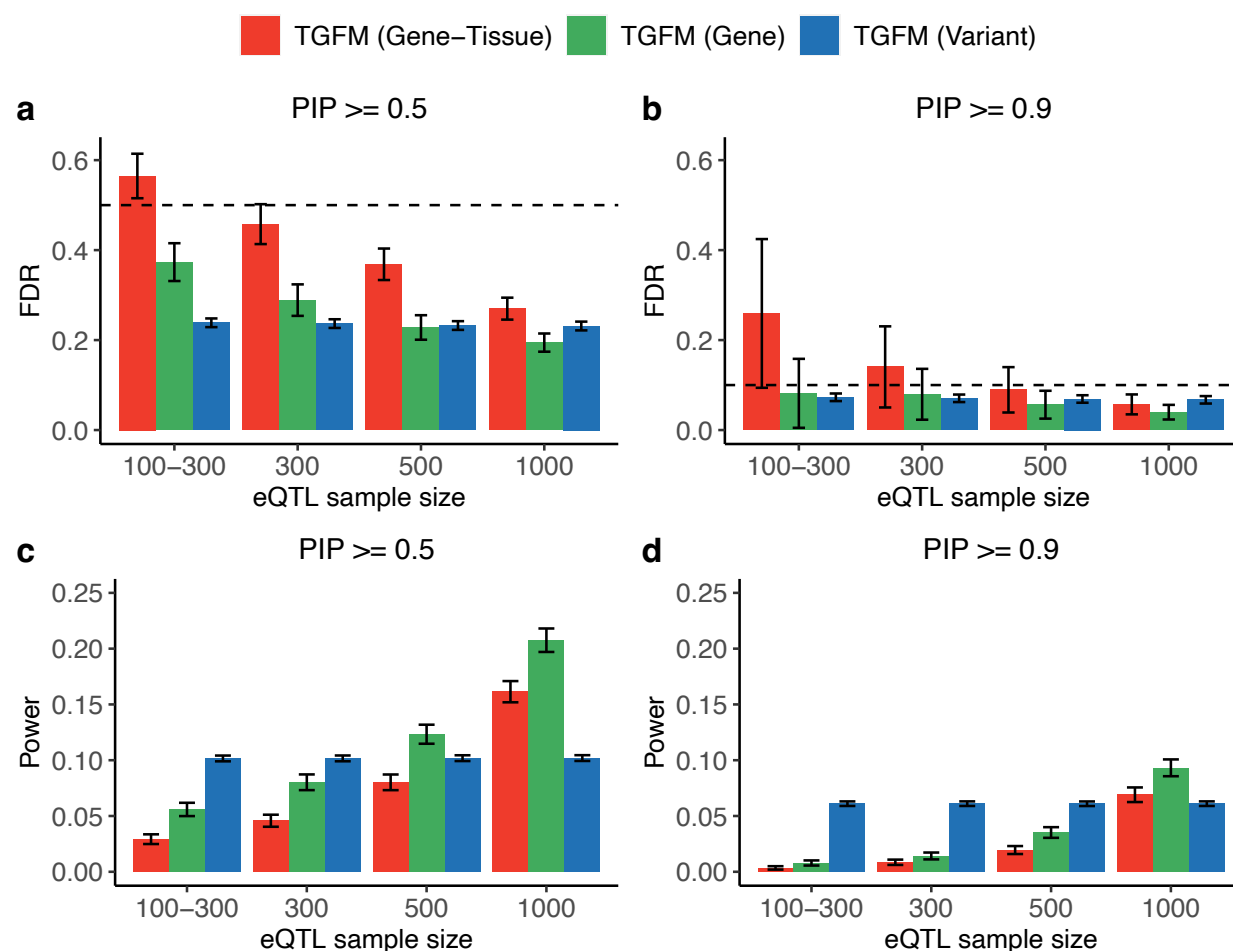 TGFM (Gene−Tissue) TGFM (Gene) TGFM (Variant)
a PIP >= 0.5
FDR
0.6
0.4
0.2
0.0
100−300 300 500 1000
eQTL sample size
b PIP >= 0.9
FDR
0.6
0.4
0.2
0.0
100−300 300 500 1000
eQTL sample size
c PIP >= 0.5
Power
0.25
0.20
0.15
0.10
0.05
0.00
100−300 300 500 1000
eQTL sample size
d PIP >= 0.9
Power
0.25
0.20
0.15
0.10
0.05
0.00
100−300 300 500 1000
eQTL sample size